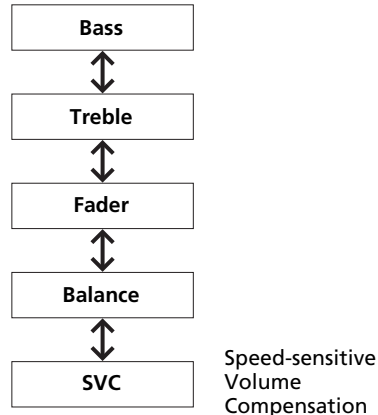 Bass
Treble
Fader
Balance
SVC
Speed-sensitive
Volume
Compensation